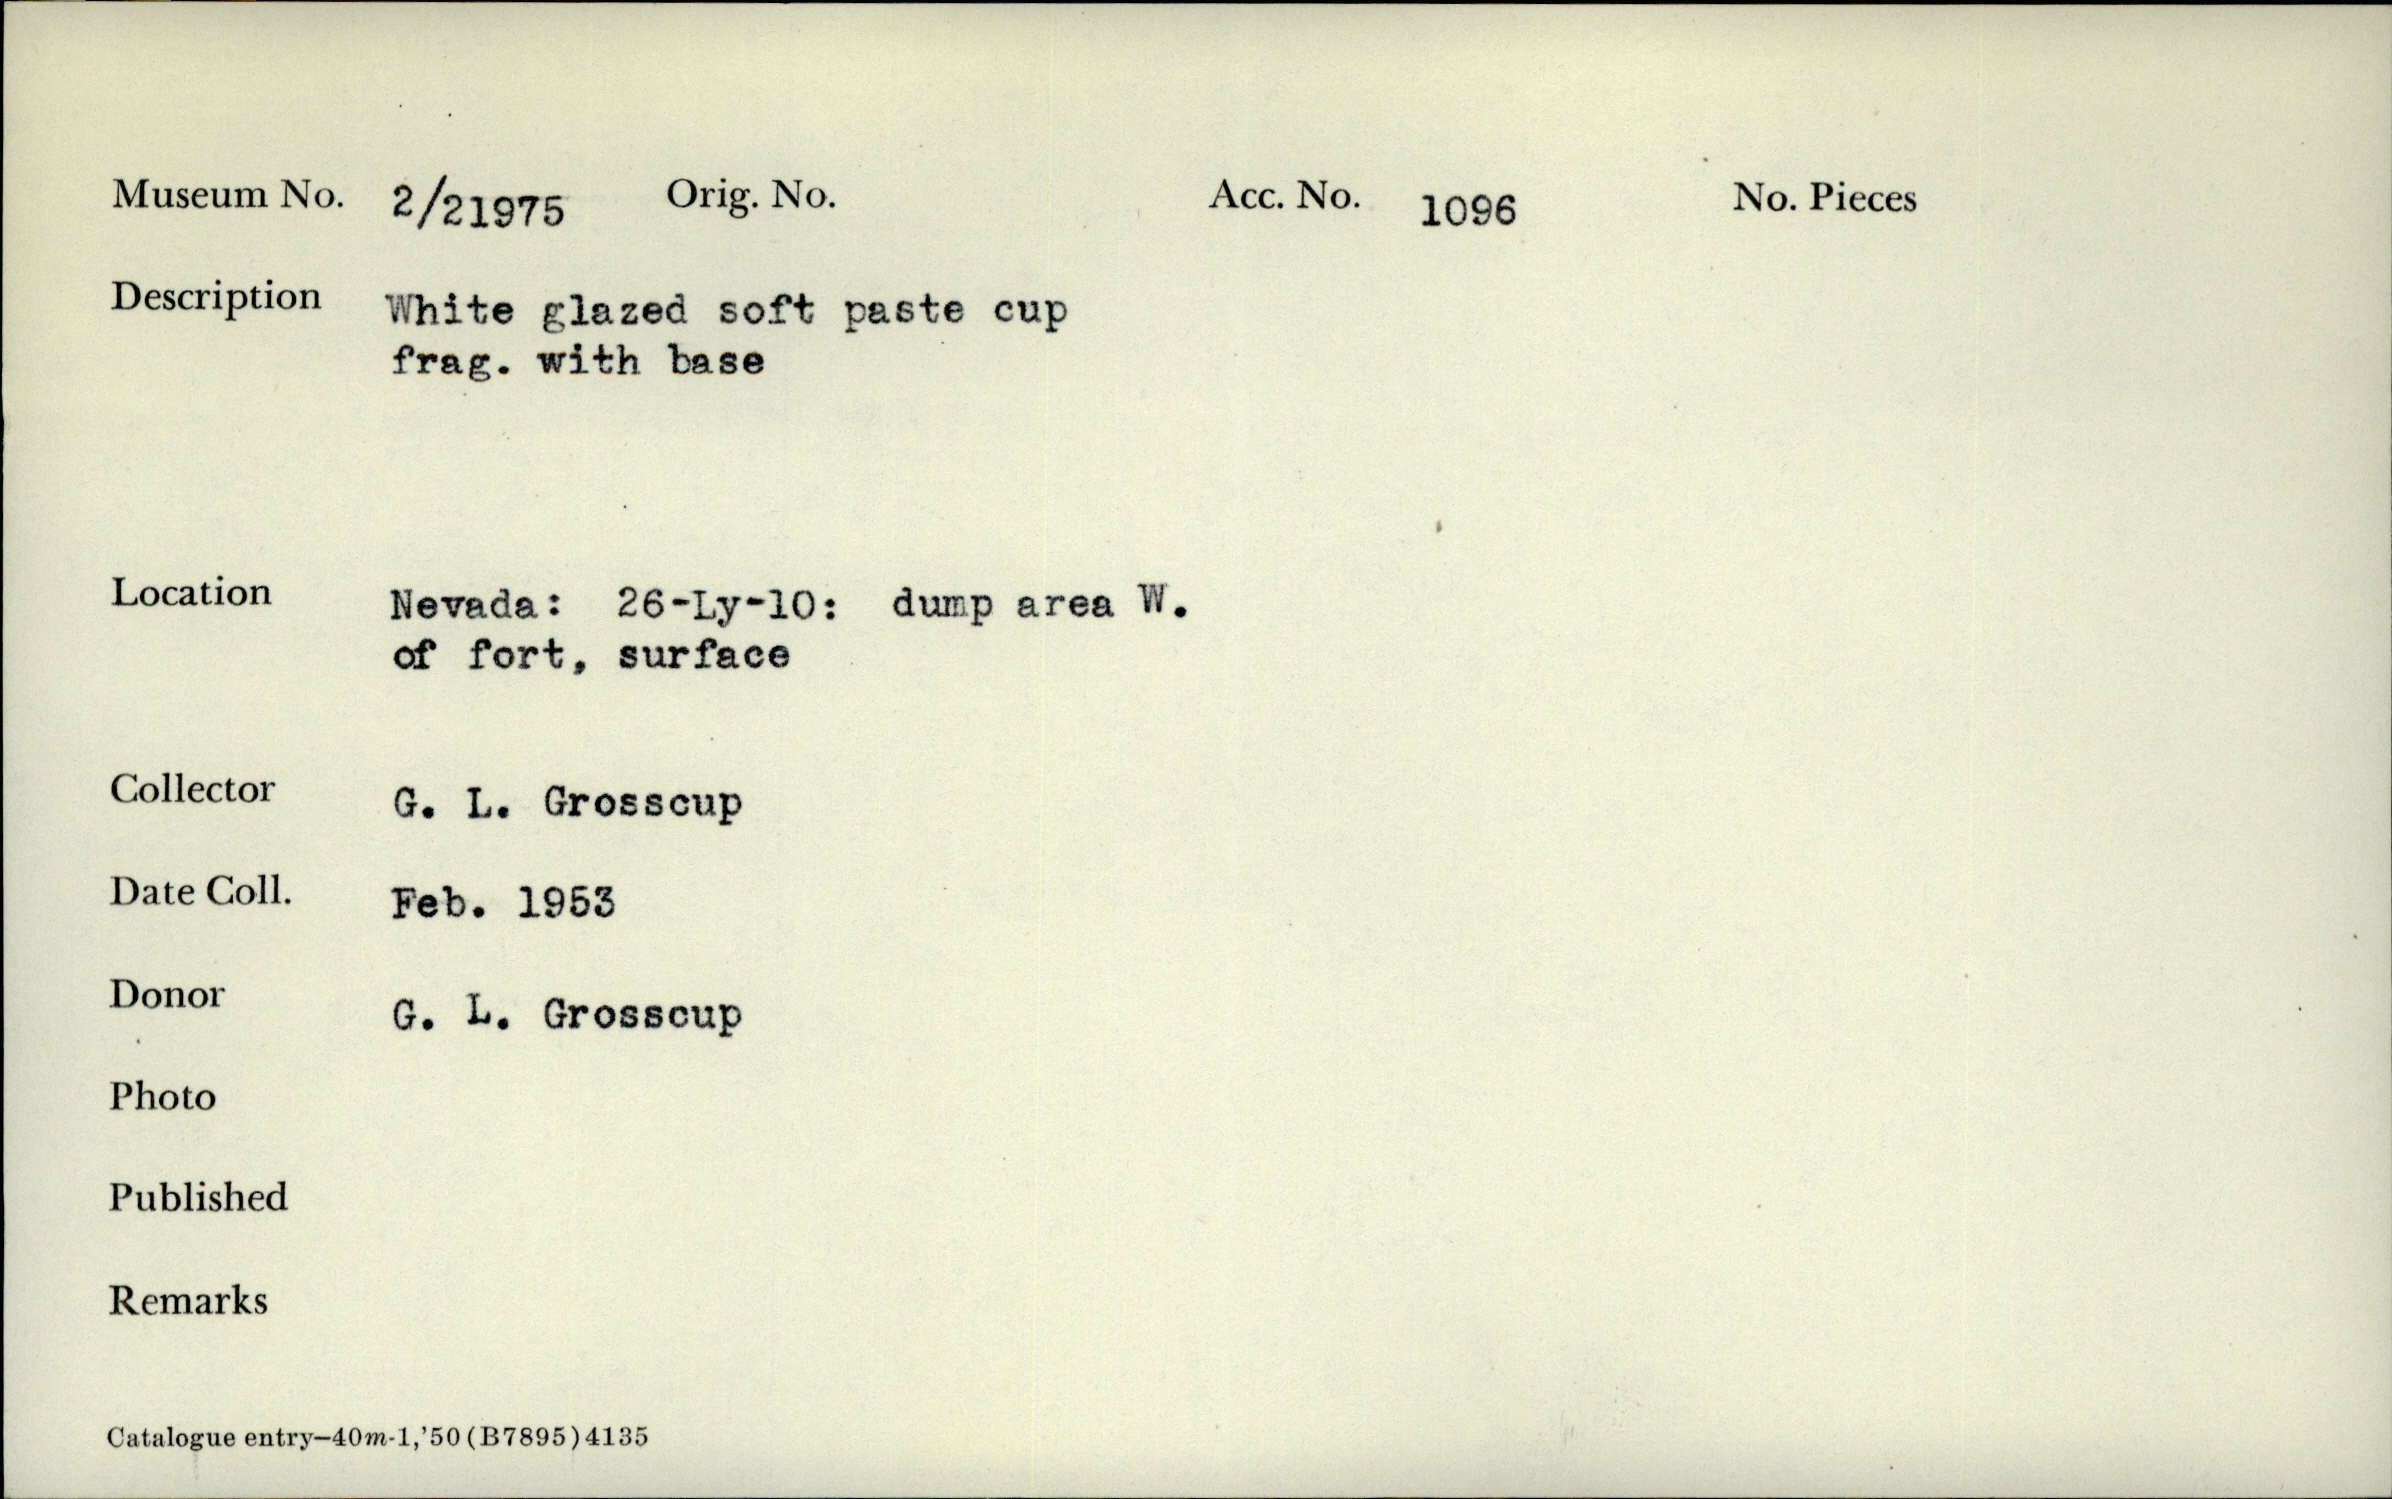 Museum No. 2/21975 Orig. No. Acc. No. 1096 No. Pieces
Description White glazed soft paste cup
frag. with base
Location Nevada: 26-Ly-10: dump area W.
of fort, surface
Collector G. L. Grosscup
Date Coll. Feb. 1953
Donor G. L. Grosscup
Photo
Published
Remarks
Catalogue entry—40m-1,'50 (B7895) 4135